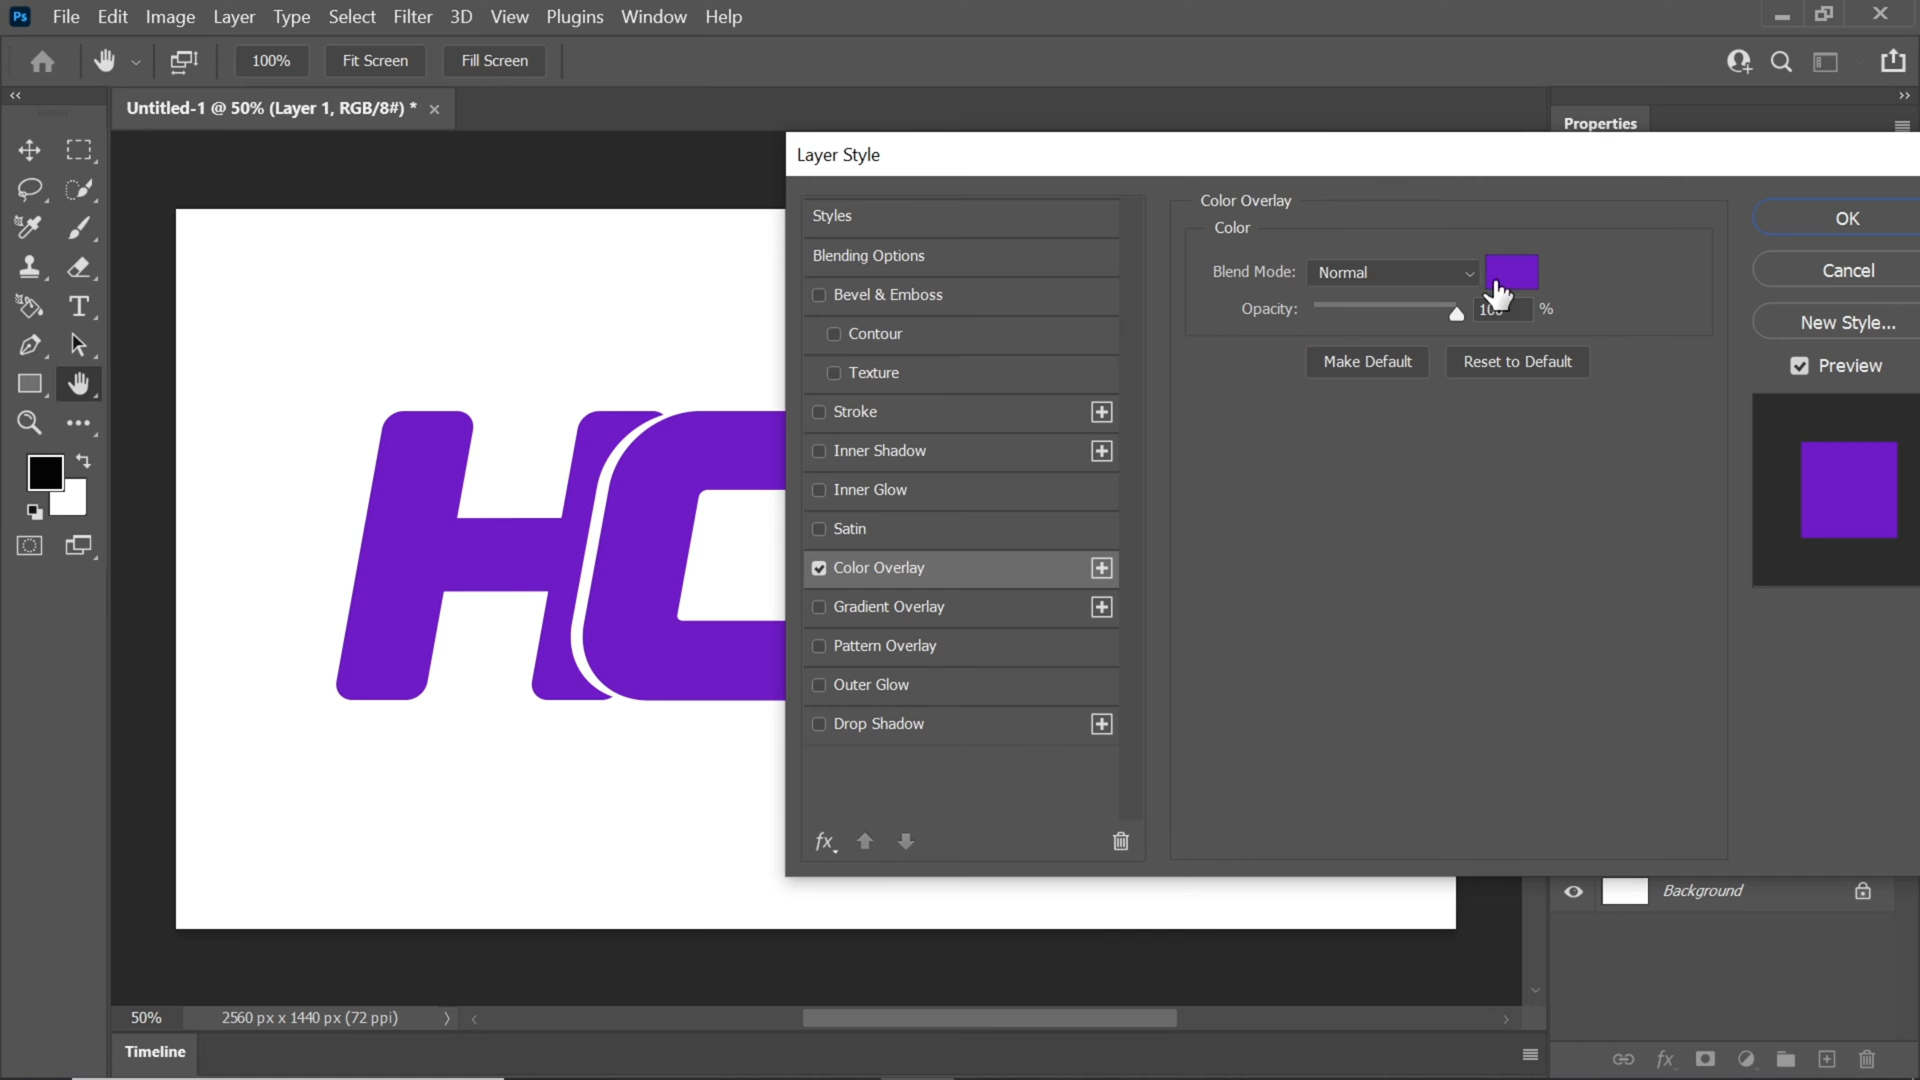 Ps File Edit Image Layer Type Select Filter 3D View Plugins Window Help
100% Fit Screen Fill Screen
Untitled-1 @ 50% (Layer 1, RGB/8#) *
Properties
Layer Style
Styles
Blending Options
Bevel & Emboss
Contour
Texture
Stroke
Inner Shadow
Inner Glow
Satin
Color Overlay
Gradient Overlay
Pattern Overlay
Outer Glow
Drop Shadow
fx
Color Overlay
Color
Blend Mode: Normal
Opacity: %
Make Default Reset to Default
OK
Cancel
New Style...
Preview
T
H
Background
50% 2560 px x 1440 px (72 ppi)
Timeline
fx